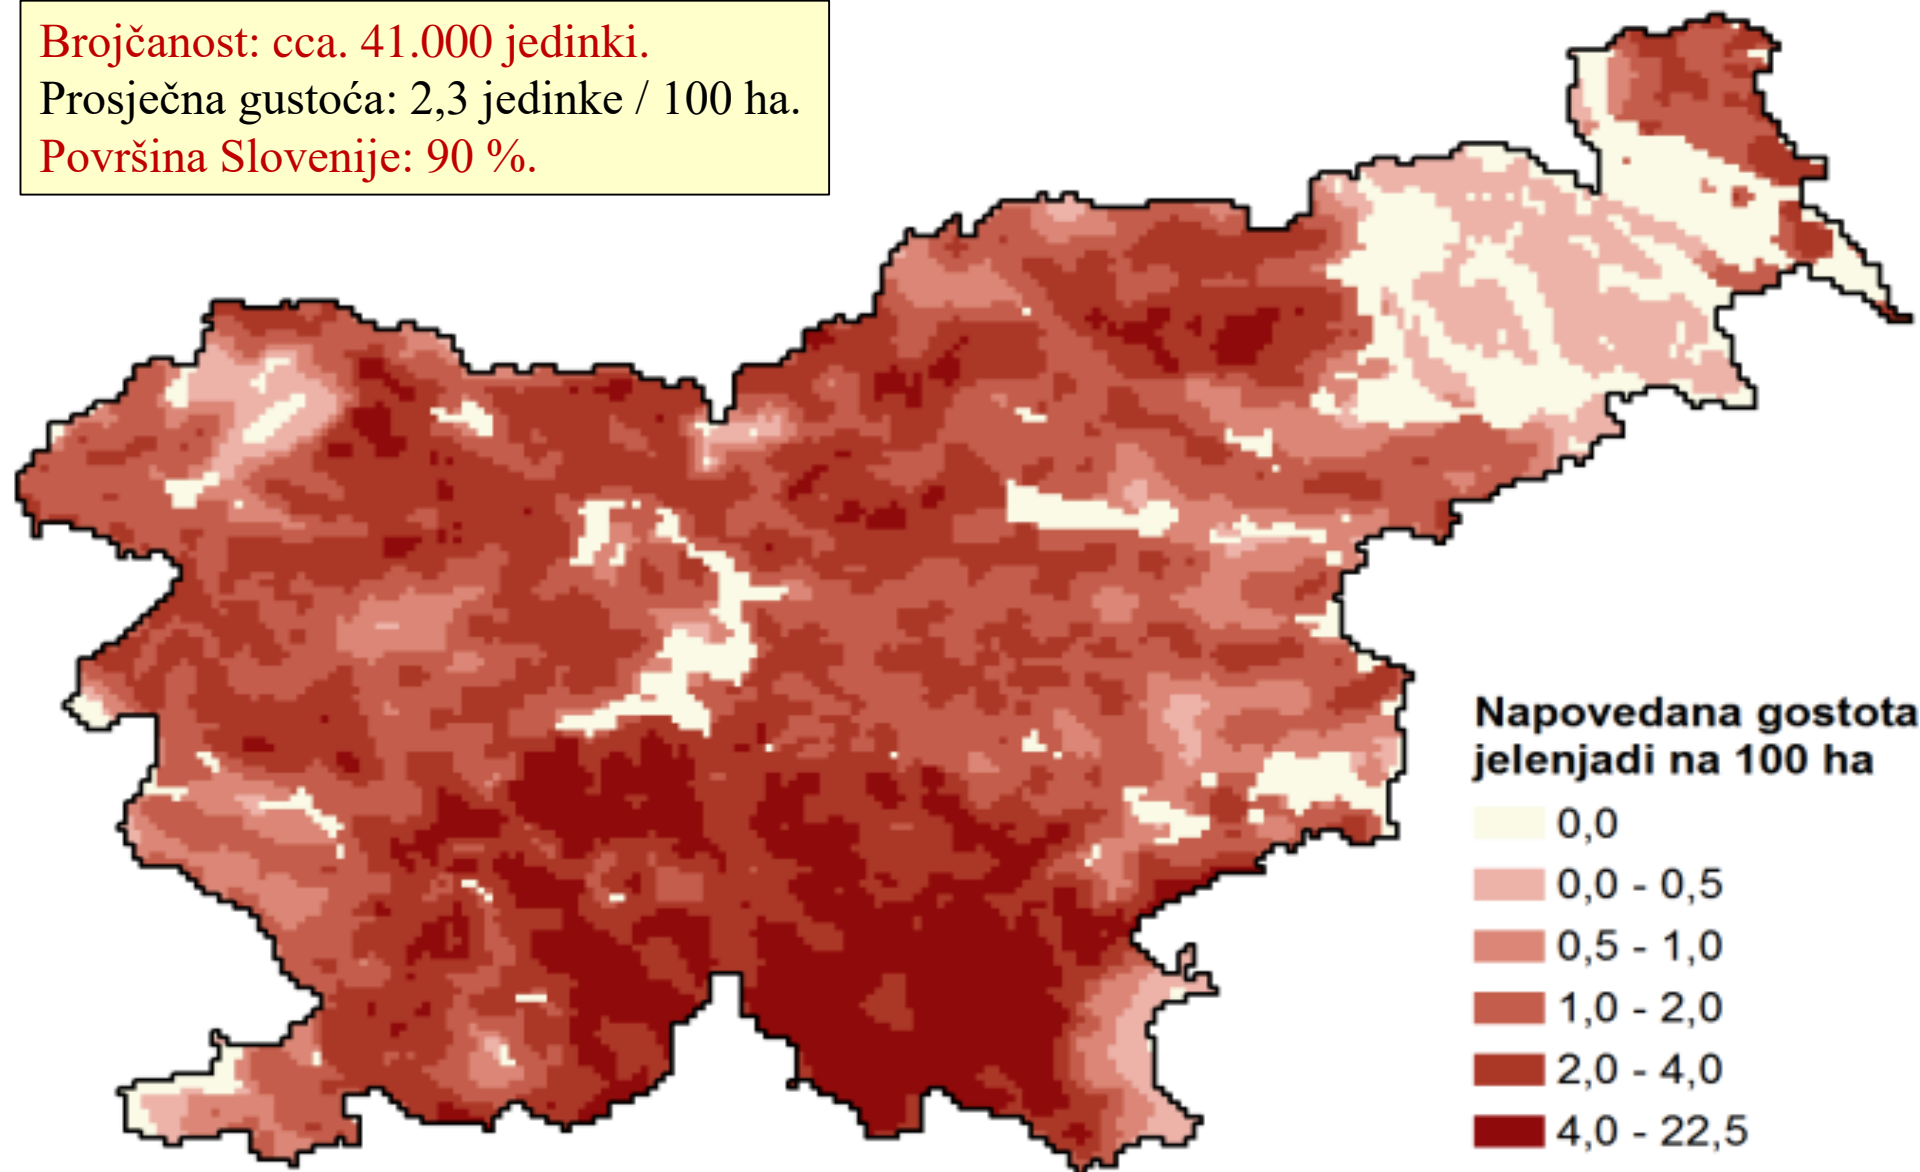 Brojčanost: cca. 41.000 jedinki.
Prosječna gustoća: 2,3 jedinke / 100 ha.
Površina Slovenije: 90 %.
Napovedana gostota
jelenjadi na 100 ha
0,0
0,0 - 0,5
0,5 - 1,0
1,0 - 2,0
2,0 - 4,0
4,0 - 22,5